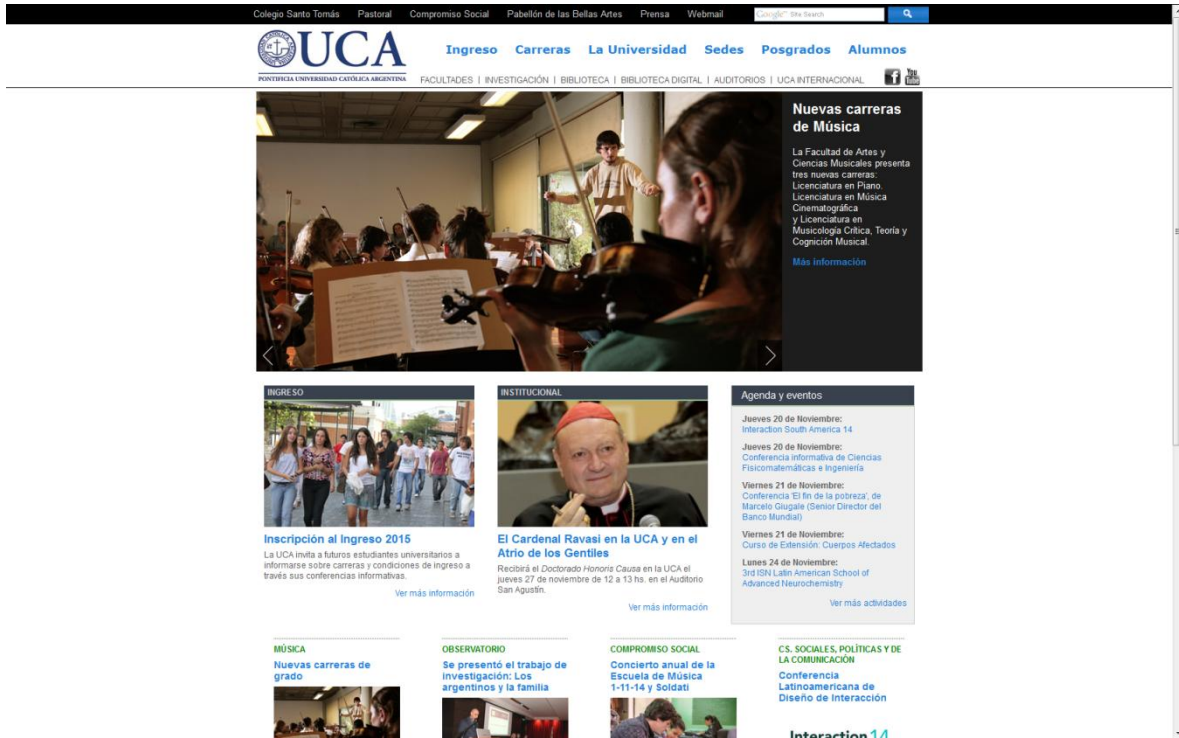 Colegio Santo Tomás Pastoral Compromiso Social Pabellón de las Bellas Artes Prensa Webmail Google™ Site Search
UCA
PONTIFICIA UNIVERSIDAD CATÓLICA ARGENTINA
Ingreso Carreras La Universidad Sedes Posgrados Alumnos
FACULTADES | INVESTIGACIÓN | BIBLIOTECA | BIBLIOTECA DIGITAL | AUDITORIOS | UCA INTERNACIONAL f You Tube
Nuevas carreras
de Música
La Facultad de Artes y
Ciencias Musicales presenta
tres nuevas carreras:
Licenciatura en Piano.
Licenciatura en Música
Cinematográfica
y Licenciatura en
Musicología Crítica, Teoría y
Cognición Musical.
Más información
INGRESO
Inscripción al Ingreso 2015
La UCA invita a futuros estudiantes universitarios a
informarse sobre carreras y condiciones de ingreso a
través sus conferencias informativas.
Ver más información
INSTITUCIONAL
El Cardenal Ravasi en la UCA y en el
Atrio de los Gentiles
Recibirá el Doctorado Honoris Causa en la UCA el
jueves 27 de noviembre de 12 a 13 hs. en el Auditorio
San Agustín.
Ver más información
Agenda y eventos
Jueves 20 de Noviembre:
Interaction South America 14
Jueves 20 de Noviembre:
Conferencia informativa de Ciencias
Fisicomatemáticas e Ingeniería
Viernes 21 de Noviembre:
Conferencia 'El fin de la pobreza', de
Marcelo Giugale (Senior Director del
Banco Mundial)
Viernes 21 de Noviembre:
Curso de Extensión: Cuerpos Afectados
Lunes 24 de Noviembre:
3rd ISN Latin American School of
Advanced Neurochemistry
Ver más actividades
MÚSICA
Nuevas carreras de
grado
OBSERVATORIO
Se presentó el trabajo de
investigación: Los
argentinos y la familia
COMPROMISO SOCIAL
Concierto anual de la
Escuela de Música
1-11-14 y Soldati
CS. SOCIALES, POLÍTICAS Y DE
LA COMUNICACIÓN
Conferencia
Latinoamericana de
Diseño de Interacción
Interaction 14